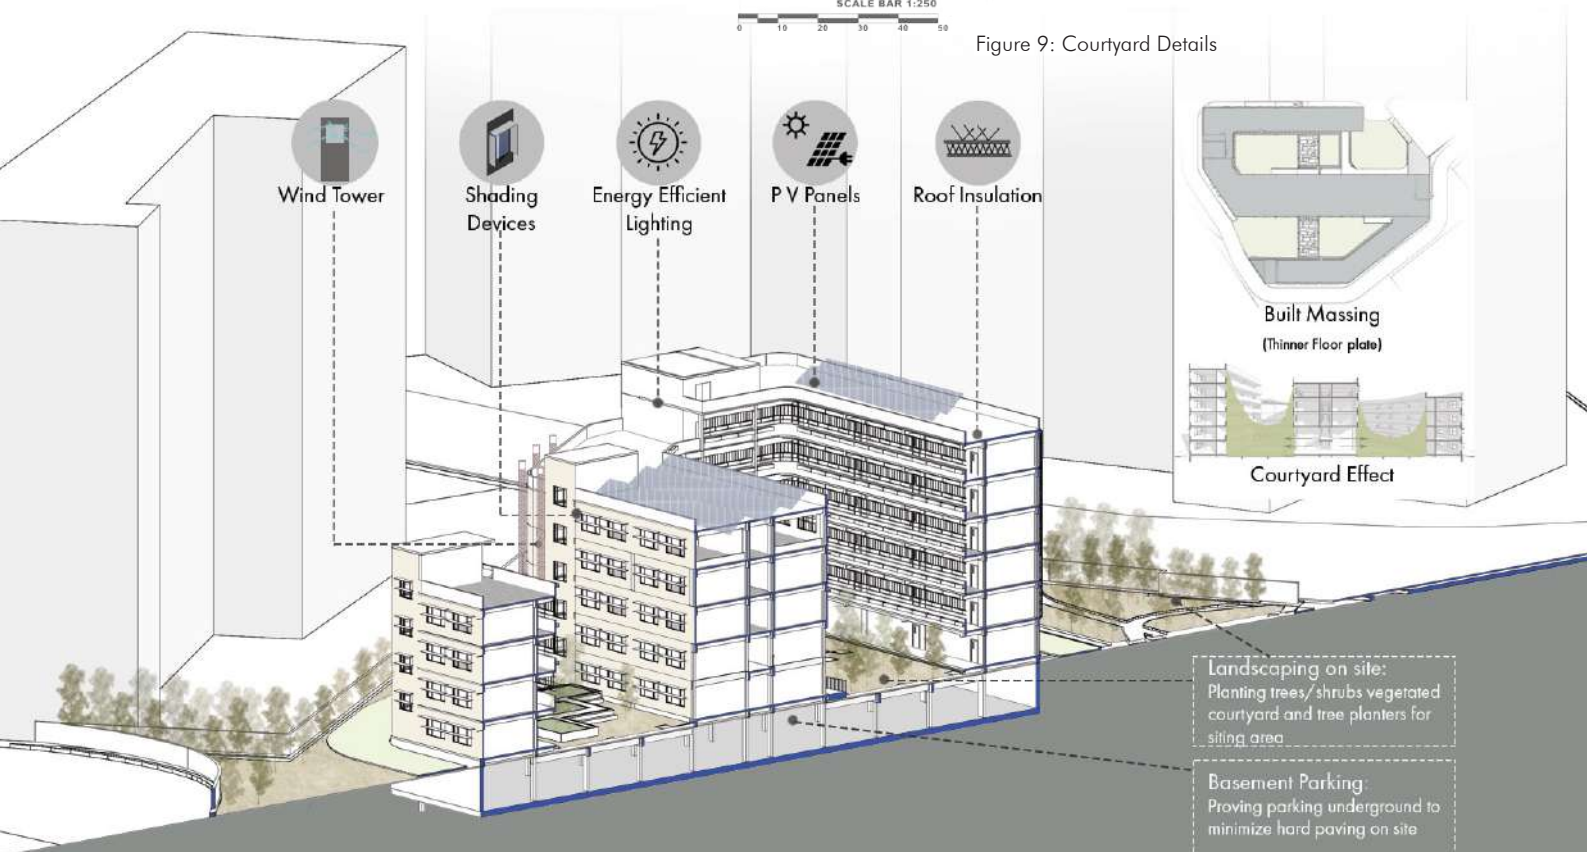 SCALE BAR 1:250
0 10 20 30 40 50
Figure 9: Courtyard Details
Wind Tower
Shading
Devices
Energy Efficient
Lighting
P V Panels
Roof Insulation
Built Massing
(Thinner Floor plate)
Courtyard Effect
Landscaping on site:
Planting trees/shrubs vegetated
courtyard and tree planters for
siting area
Basement Parking:
Proving parking underground to
minimize hard paving on site